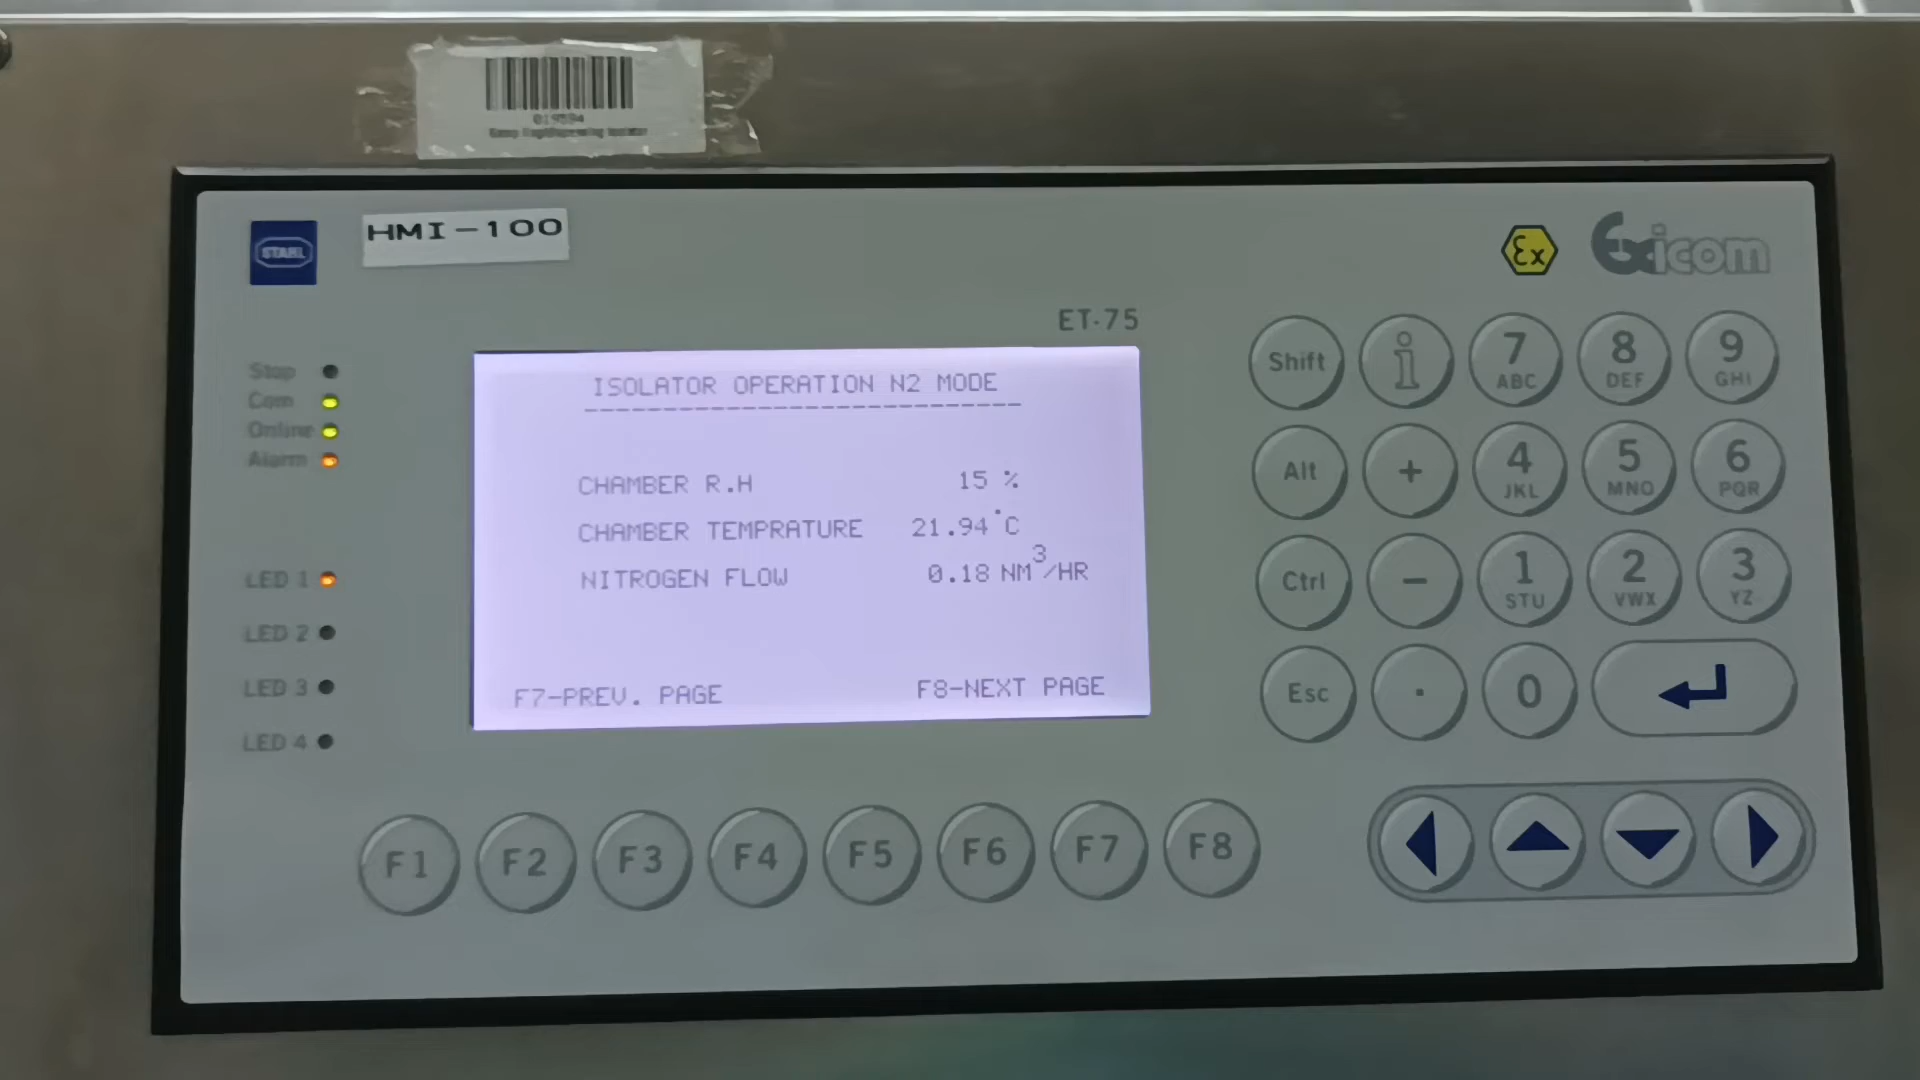 019594
STAHL
HMI-100
Ex
Exicom
ET-75
Stop
Com
Online
Alarm
LED 1
LED 2
LED 3
LED 4
ISOLATOR OPERATION N2 MODE
---------------------------
CHAMBER R.H 15 %
CHAMBER TEMPRATURE 21.94°C
NITROGEN FLOW 0.18 NM³/HR
F7-PREV. PAGE F8-NEXT PAGE
Shift i 7 ABC 8 DEF 9 GHI
Alt + 4 JKL 5 MNO 6 PQR
Ctrl - 1 STU 2 VWX 3 YZ
Esc . 0
F1 F2 F3 F4 F5 F6 F7 F8